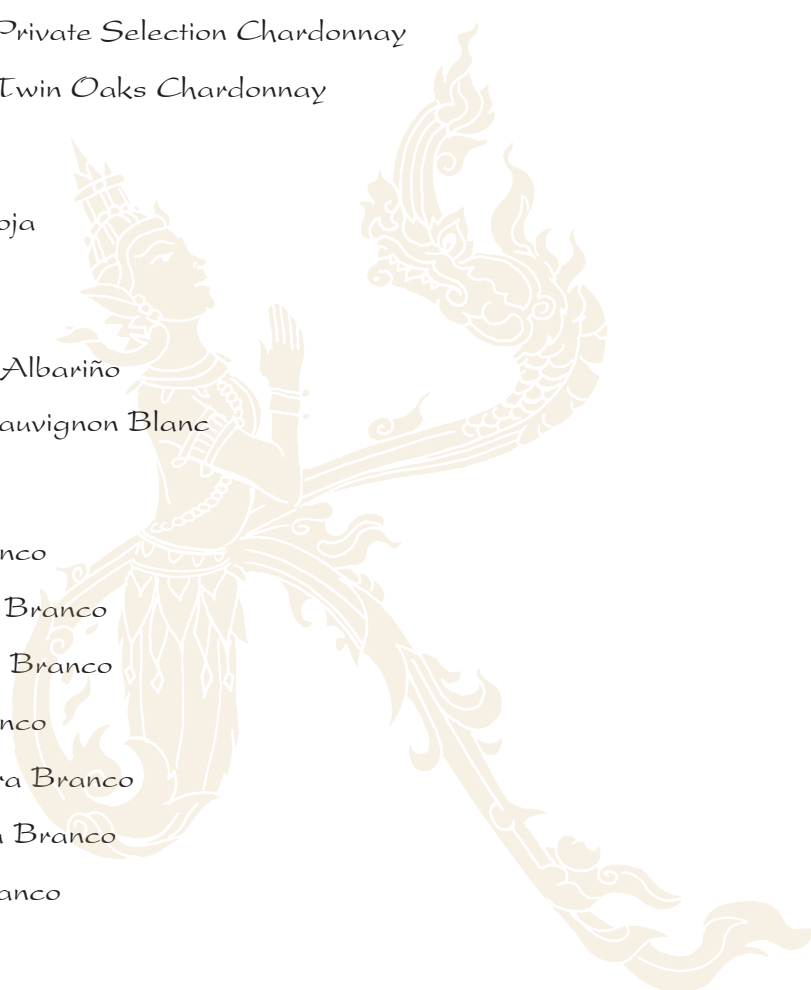 Private Selection Chardonnay
Twin Oaks Chardonnay
oja
Albariño
auvignon Blanc
nco
Branco
Branco
nco
ra Branco
Branco
anco